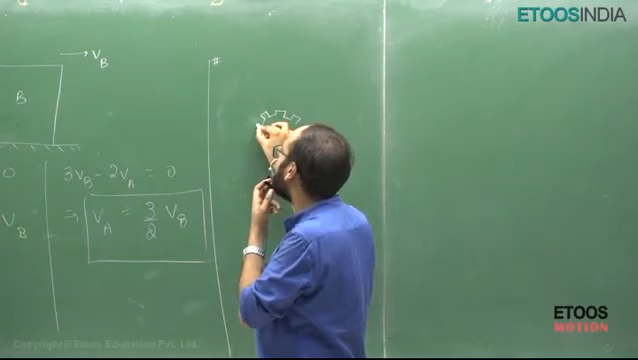 ETOOSINDIA
→ V_B
#
B
0
3V_B - 2V_A = 0
V_B
⇒ V_A = 3/2 V_B
ETOOS
MOTION
Copyright © Etoos Education Pvt. Ltd.